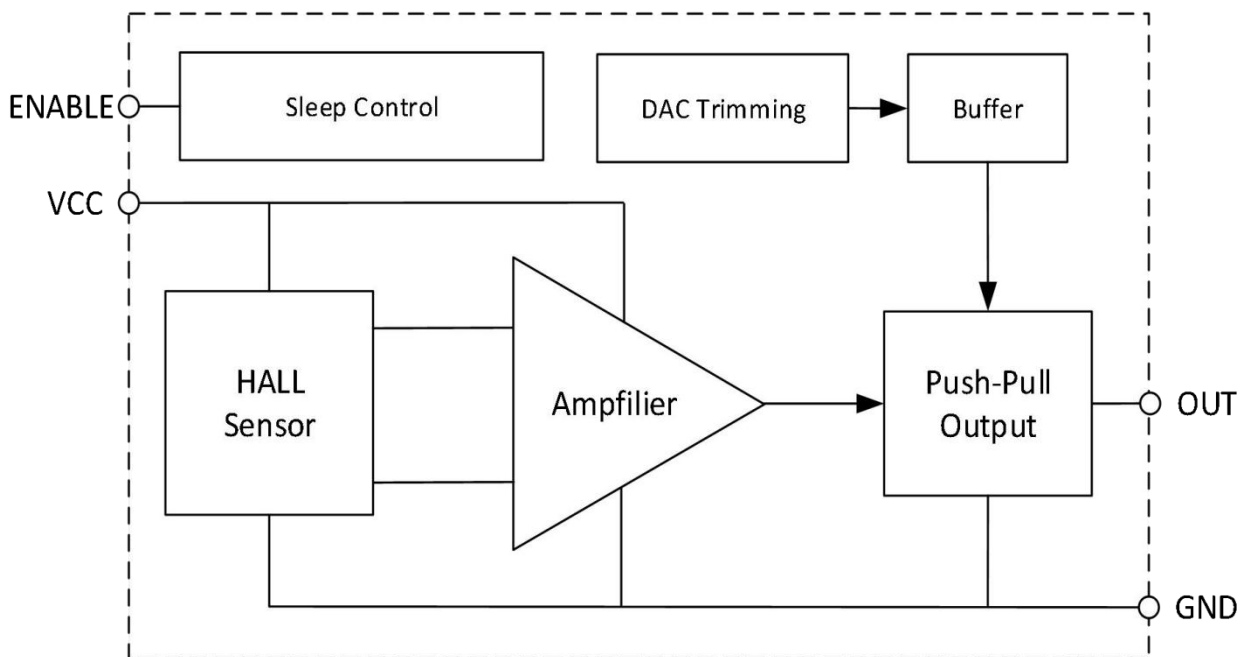 ENABLE
Sleep Control
DAC Trimming
Buffer
VCC
HALL
Sensor
Ampfilier
Push-Pull
Output
OUT
GND